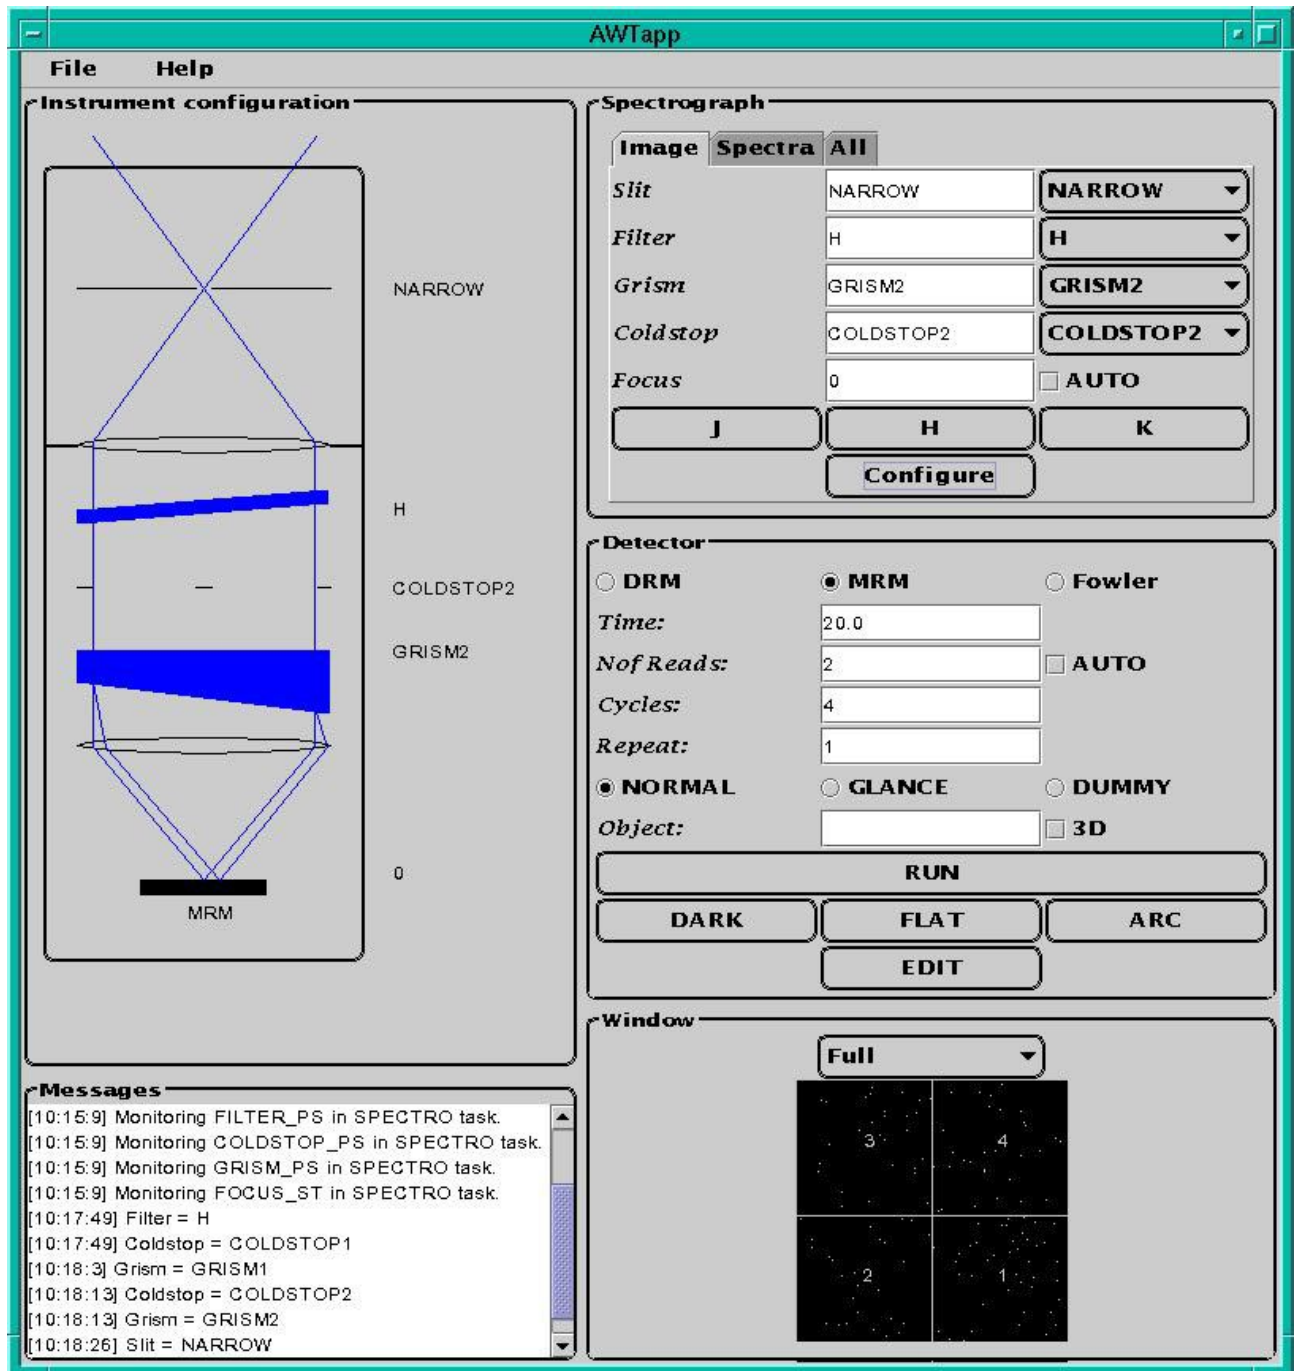 AWTapp
File Help
Instrument configuration
NARROW
H
COLDSTOP2
GRISM2
0
MRM
Messages
[10:15:9] Monitoring FILTER_PS in SPECTRO task.
[10:15:9] Monitoring COLDSTOP_PS in SPECTRO task.
[10:15:9] Monitoring GRISM_PS in SPECTRO task.
[10:15:9] Monitoring FOCUS_ST in SPECTRO task.
[10:17:49] Filter = H
[10:17:49] Coldstop = COLDSTOP1
[10:18:3] Grism = GRISM1
[10:18:13] Coldstop = COLDSTOP2
[10:18:13] Grism = GRISM2
[10:18:26] Slit = NARROW
Spectrograph
Image Spectra All
Slit NARROW NARROW
Filter H H
Grism GRISM2 GRISM2
Coldstop COLDSTOP2 COLDSTOP2
Focus 0 AUTO
J H K
Configure
Detector
DRM MRM Fowler
Time: 20.0
Nof Reads: 2 AUTO
Cycles: 4
Repeat: 1
NORMAL GLANCE DUMMY
Object: 3D
RUN
DARK FLAT ARC
EDIT
Window
Full
3 4
2 1